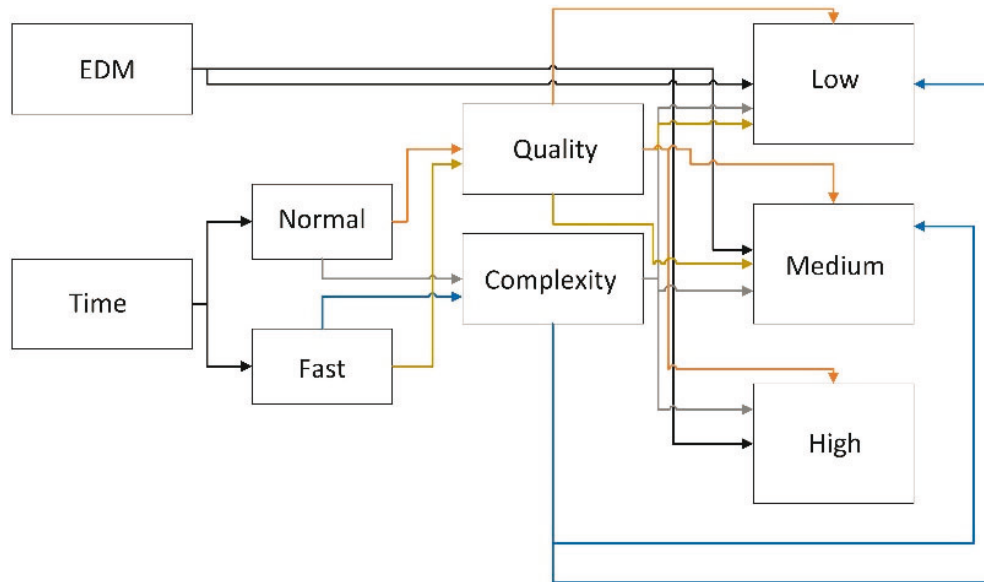 EDM
Low
Quality
Normal
Medium
Complexity
Time
Fast
High